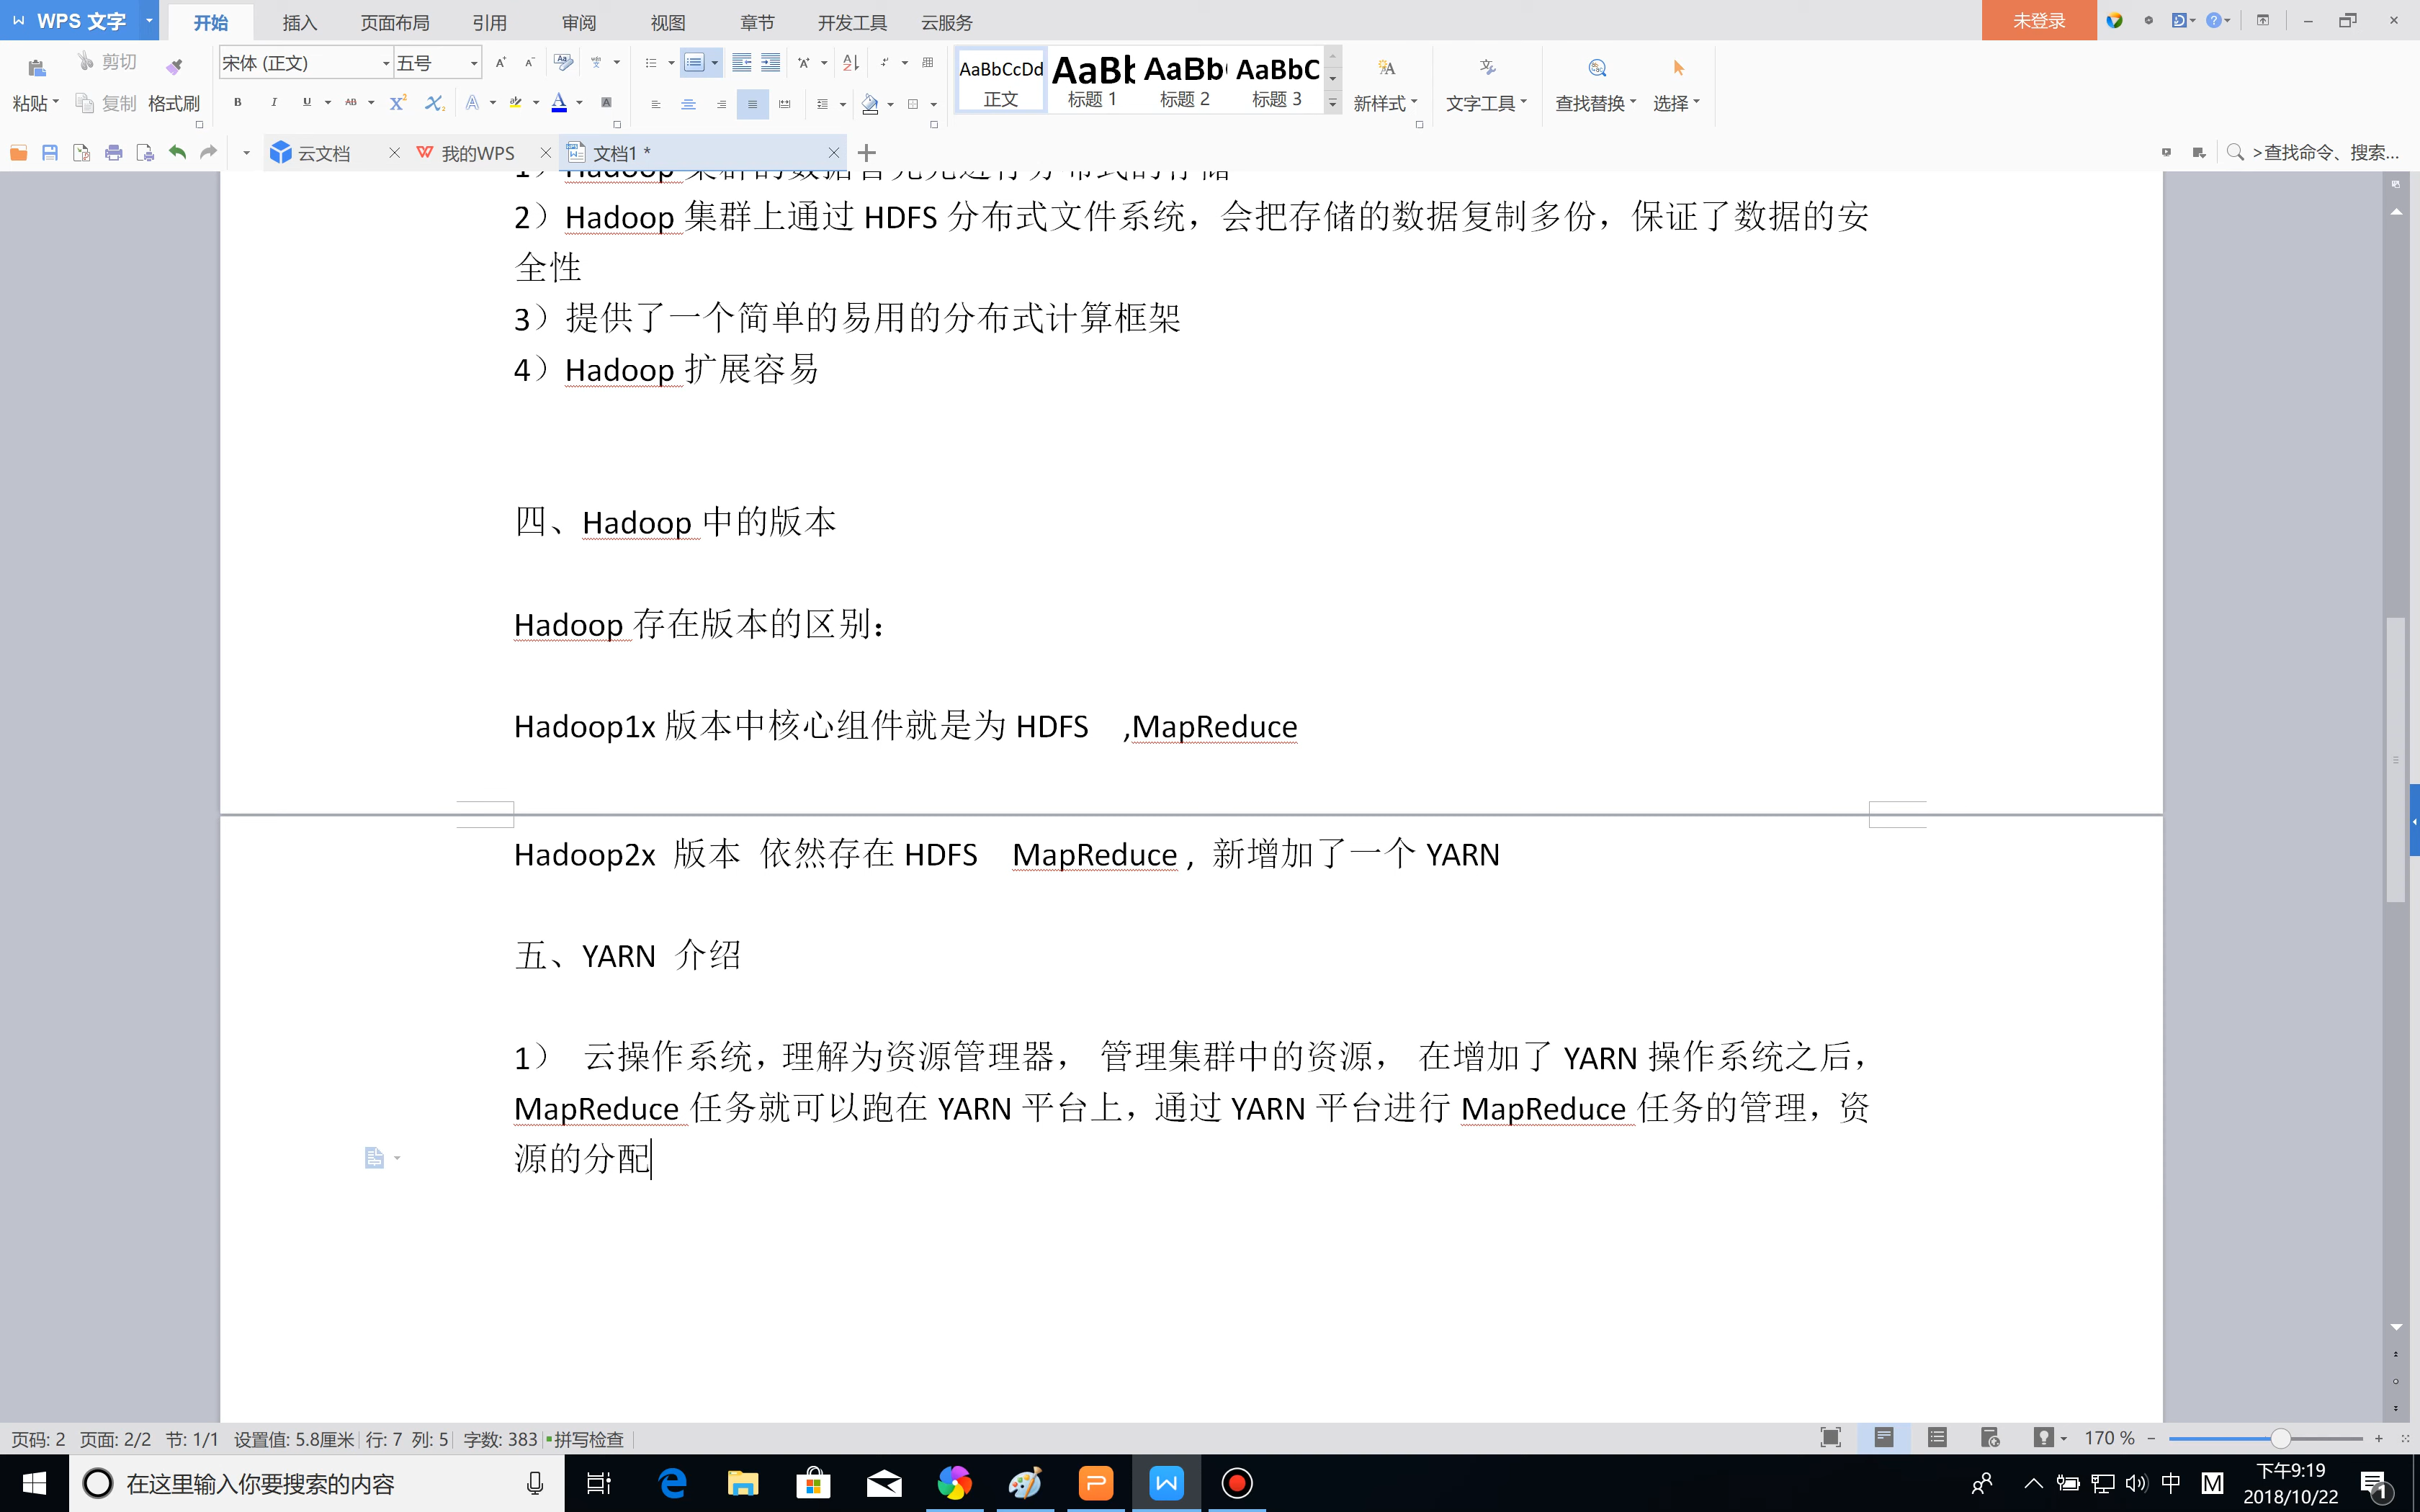 WPS 文字
开始 插入 页面布局 引用 审阅 视图 章节 开发工具 云服务
未登录
粘贴 剪切 复制 格式刷
宋体 (正文) 五号
AaBbCcDd 正文
AaBb 标题 1
AaBb 标题 2
AaBbC 标题 3
新样式 文字工具 查找替换 选择
云文档 我的WPS 文档1 *
>查找命令、搜索...
2）Hadoop 集群上通过 HDFS 分布式文件系统，会把存储的数据复制多份，保证了数据的安
全性
3）提供了一个简单的易用的分布式计算框架
4）Hadoop 扩展容易
四、Hadoop 中的版本
Hadoop 存在版本的区别：
Hadoop1x 版本中核心组件就是为 HDFS ,MapReduce
Hadoop2x 版本 依然存在 HDFS MapReduce , 新增加了一个 YARN
五、YARN 介绍
1） 云操作系统，理解为资源管理器， 管理集群中的资源， 在增加了 YARN 操作系统之后，
MapReduce 任务就可以跑在 YARN 平台上，通过 YARN 平台进行 MapReduce 任务的管理，资
源的分配
页码: 2 页面: 2/2 节: 1/1 设置值: 5.8厘米 行: 7 列: 5 字数: 383 拼写检查
170 %
在这里输入你要搜索的内容
中
M
下午9:19
2018/10/22
1